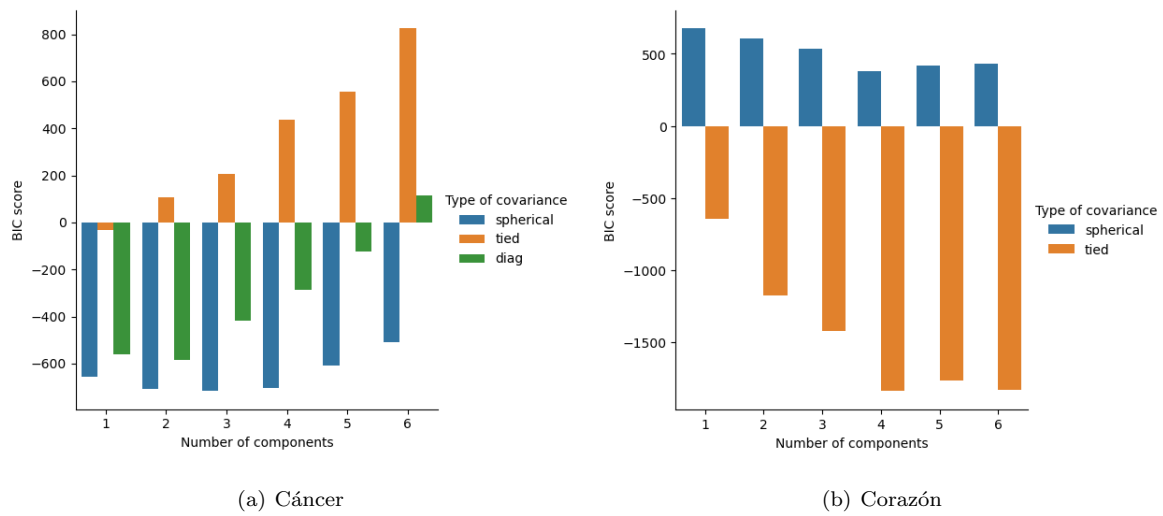 800
600
400
200
0
−200
−400
−600
BIC score
1 2 3 4 5 6
Number of components
Type of covariance
spherical
tied
diag
(a) Cáncer
500
0
−500
−1000
−1500
BIC score
1 2 3 4 5 6
Number of components
Type of covariance
spherical
tied
(b) Corazón